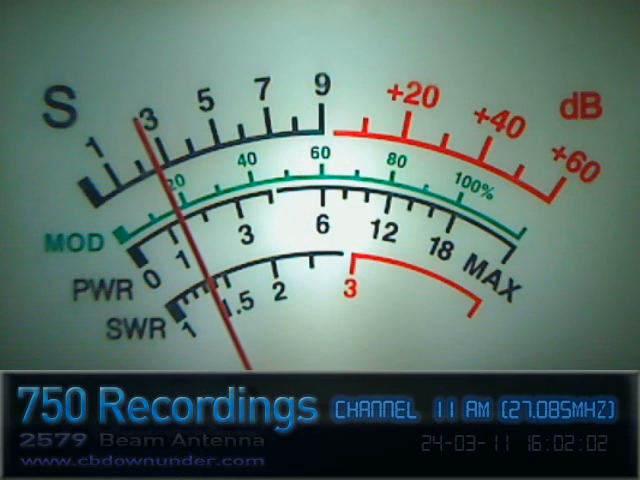 S 1 3 5 7 9 +20 +40 +60 dB
MOD 20 40 60 80 100%
PWR 0 1 3 6 12 18 MAX
SWR 1 1.5 2 3
750 Recordings CHANNEL 11 AM (27.085MHZ)
2579 Beam Antenna 24-03-11 16:02:02
www.cbdownunder.com